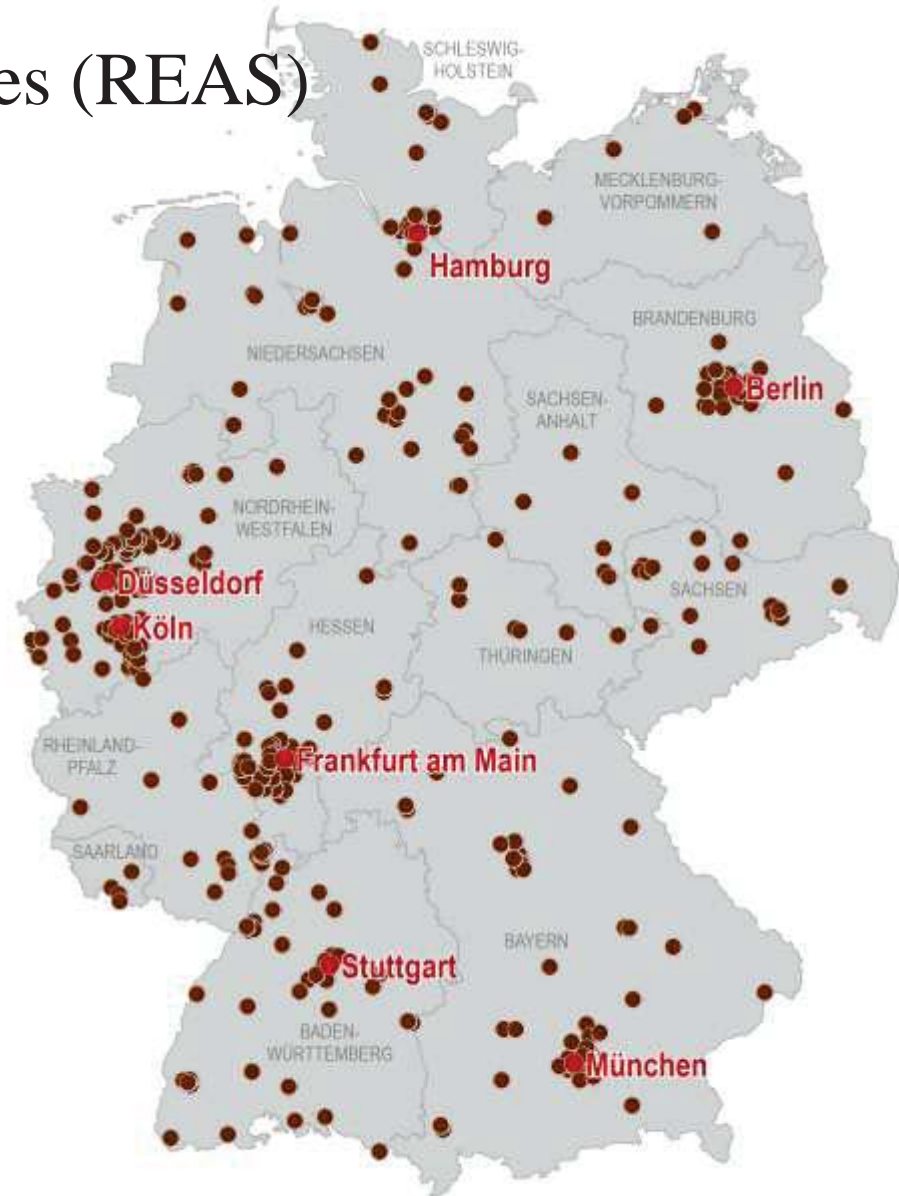 es (REAS)
SCHLESWIG-
HOLSTEIN
MECKLENBURG-
VORPOMMERN
Hamburg
BRANDENBURG
NIEDERSACHSEN
Berlin
SACHSEN-
ANHALT
NORDRHEIN-
WESTFALEN
Düsseldorf
SACHSEN
Köln
HESSEN
THÜRINGEN
RHEINLAND-
PFALZ
Frankfurt am Main
SAARLAND
BAYERN
Stuttgart
BADEN-
WÜRTTEMBERG
München